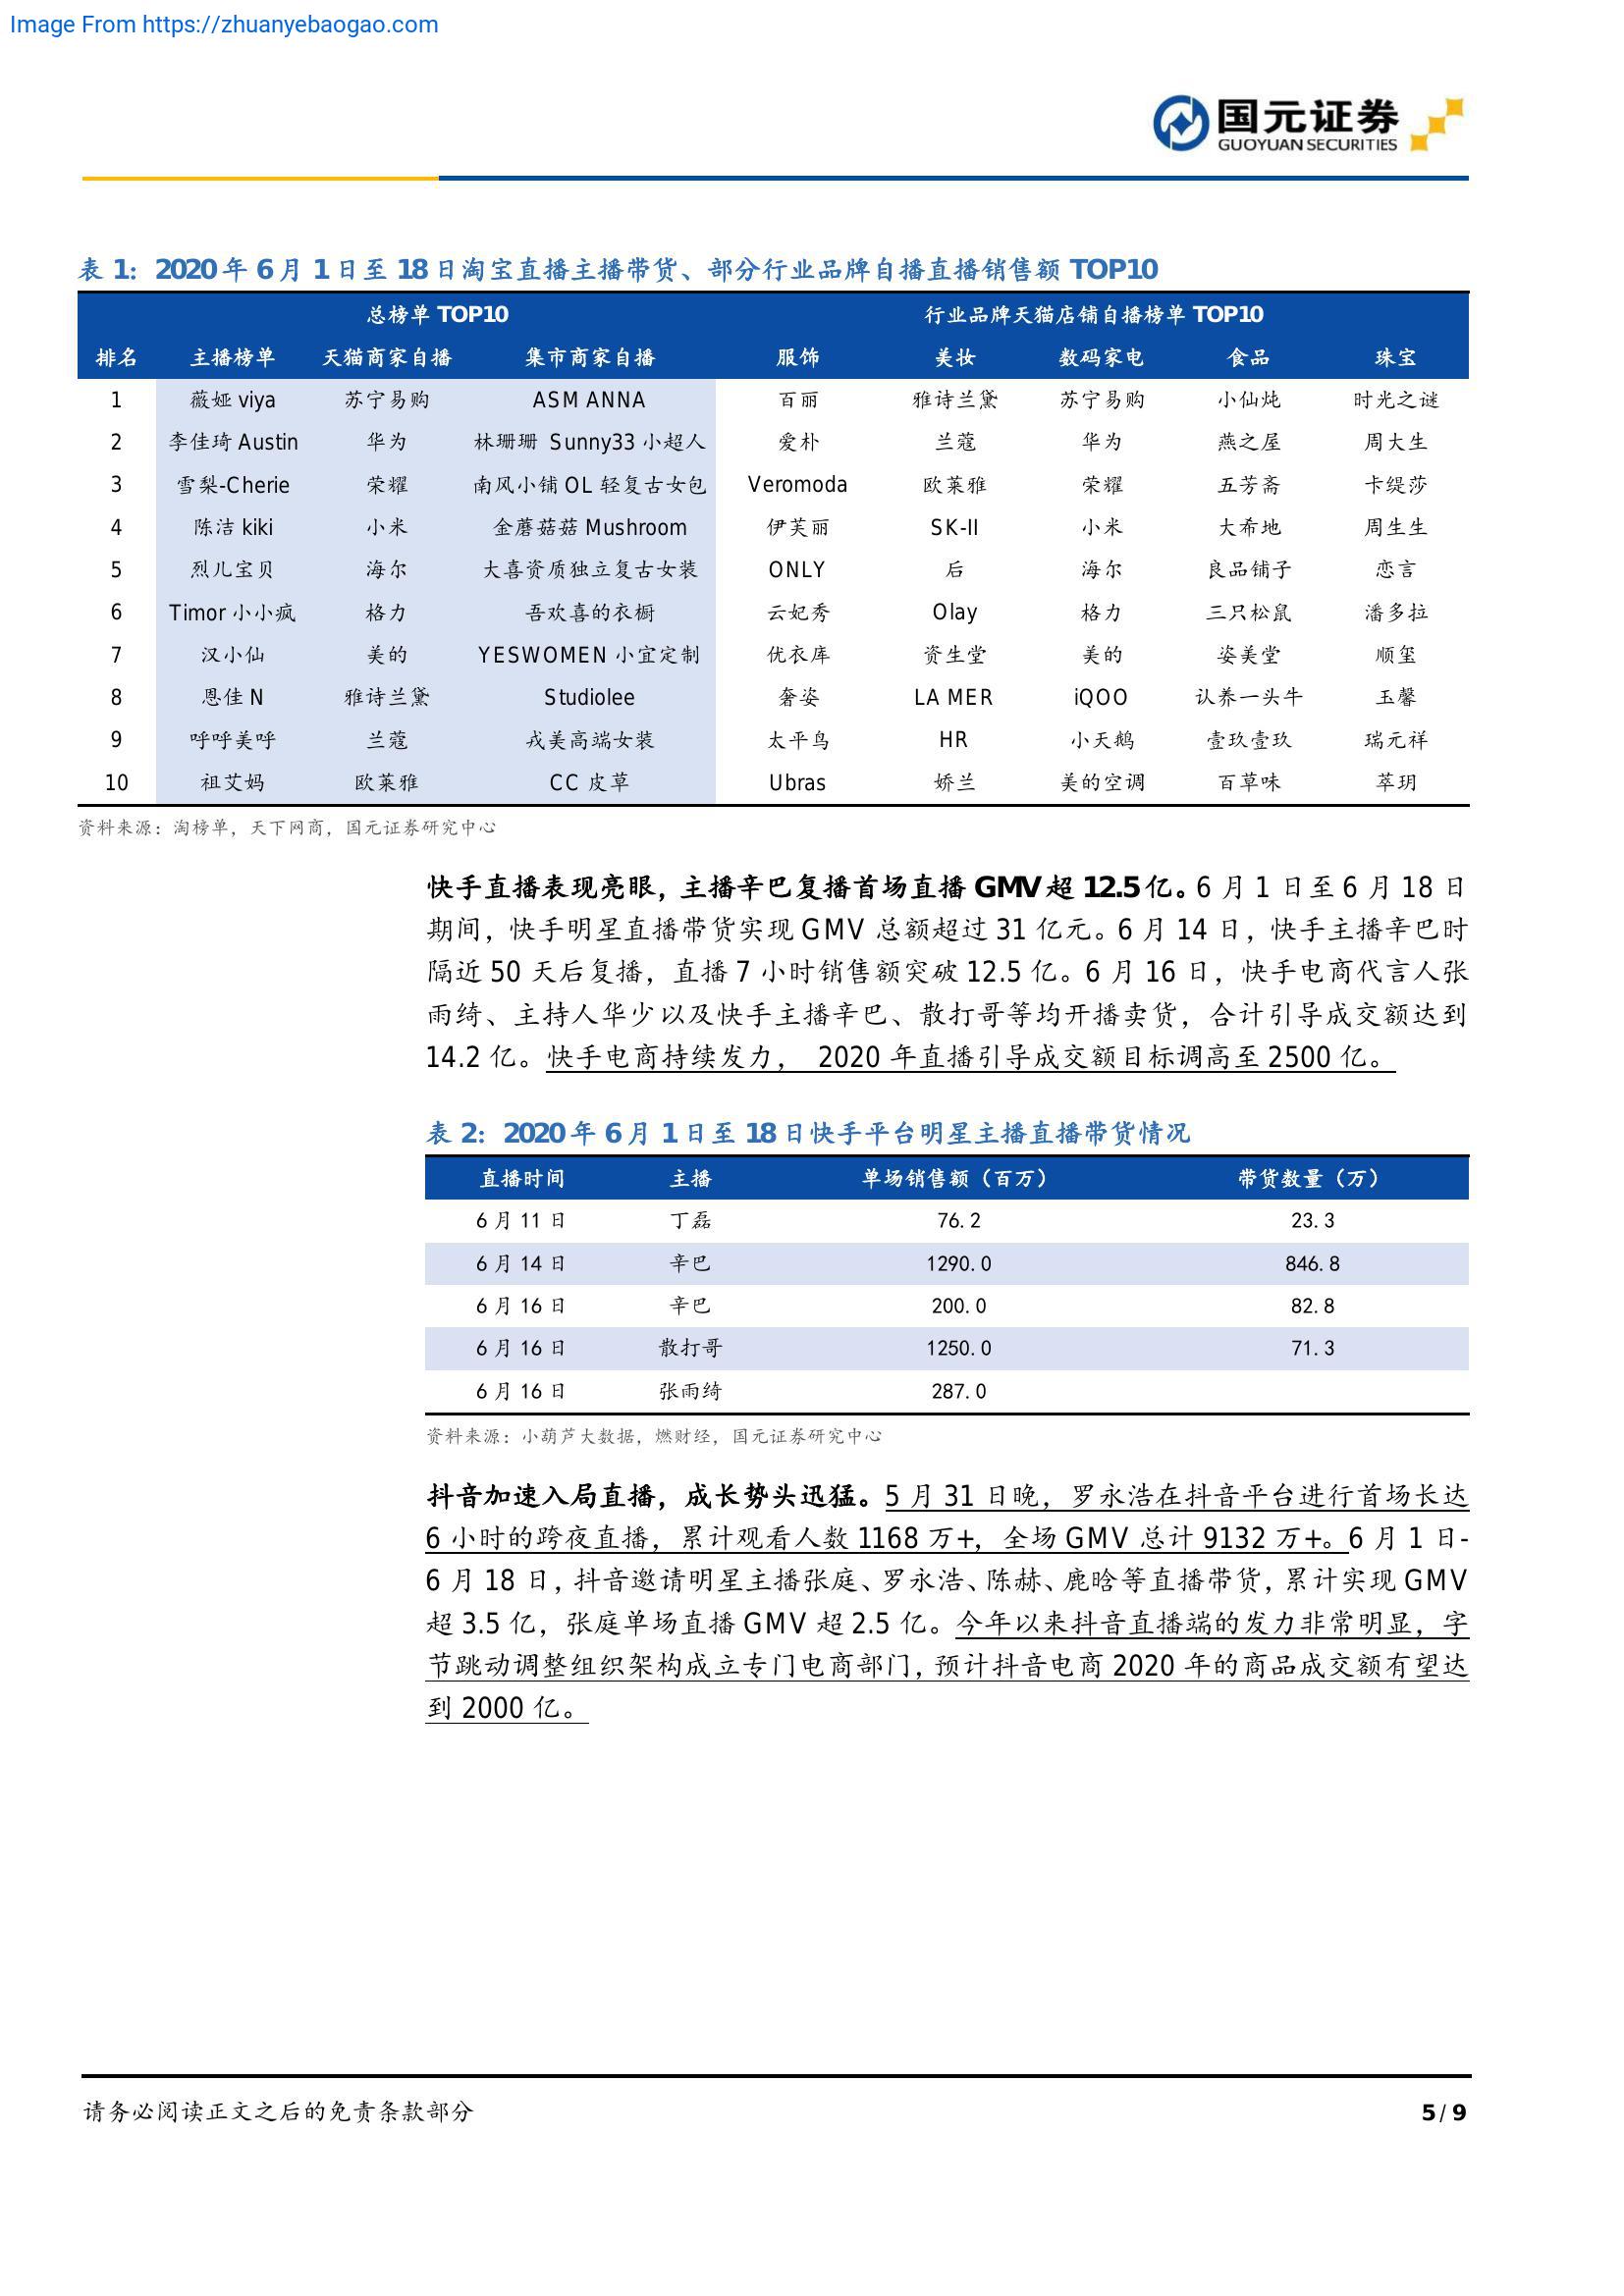 Image From https://zhuanyebaogao.com
国元证券
GUOYUAN SECURITIES
表 1: 2020 年 6 月 1 日至 18 日淘宝直播主播带货、部分行业品牌自播直播销售额 TOP10
总榜单 TOP10 行业品牌天猫店铺自播榜单 TOP10
排名 主播榜单 天猫商家自播 集市商家自播 服饰 美妆 数码家电 食品 珠宝
1 薇娅 viya 苏宁易购 ASM ANNA 百丽 雅诗兰黛 苏宁易购 小仙炖 时光之谜
2 李佳琦 Austin 华为 林珊珊 Sunny33 小超人 爱朴 兰蔻 华为 燕之屋 周大生
3 雪梨-Cherie 荣耀 南风小铺 OL 轻复古女包 Veromoda 欧莱雅 荣耀 五芳斋 卡缇莎
4 陈洁 kiki 小米 金蘑菇菇 Mushroom 伊芙丽 SK-II 小米 大希地 周生生
5 烈儿宝贝 海尔 大喜资质独立复古女装 ONLY 后 海尔 良品铺子 恋言
6 Timor 小小疯 格力 吾欢喜的衣橱 云妃秀 Olay 格力 三只松鼠 潘多拉
7 汉小仙 美的 YESWOMEN 小宜定制 优衣库 资生堂 美的 姿美堂 顺玺
8 恩佳 N 雅诗兰黛 Studiolee 奢姿 LA MER iQOO 认养一头牛 玉馨
9 呼呼美呼 兰蔻 戎美高端女装 太平鸟 HR 小天鹅 壹玖壹玖 瑞元祥
10 祖艾妈 欧莱雅 CC 皮草 Ubras 娇兰 美的空调 百草味 萃玥
资料来源：淘榜单，天下网商，国元证券研究中心
快手直播表现亮眼，主播辛巴复播首场直播 GMV 超 12.5 亿。6 月 1 日至 6 月 18 日
期间，快手明星直播带货实现 GMV 总额超过 31 亿元。6 月 14 日，快手主播辛巴时
隔近 50 天后复播，直播 7 小时销售额突破 12.5 亿。6 月 16 日，快手电商代言人张
雨绮、主持人华少以及快手主播辛巴、散打哥等均开播卖货，合计引导成交额达到
14.2 亿。快手电商持续发力， 2020 年直播引导成交额目标调高至 2500 亿。
表 2: 2020 年 6 月 1 日至 18 日快手平台明星主播直播带货情况
直播时间 主播 单场销售额（百万） 带货数量（万）
6 月 11 日 丁磊 76.2 23.3
6 月 14 日 辛巴 1290.0 846.8
6 月 16 日 辛巴 200.0 82.8
6 月 16 日 散打哥 1250.0 71.3
6 月 16 日 张雨绮 287.0
资料来源：小葫芦大数据，燃财经，国元证券研究中心
抖音加速入局直播，成长势头迅猛。5 月 31 日晚，罗永浩在抖音平台进行首场长达
6 小时的跨夜直播，累计观看人数 1168 万+，全场 GMV 总计 9132 万+。6 月 1 日-
6 月 18 日，抖音邀请明星主播张庭、罗永浩、陈赫、鹿晗等直播带货，累计实现 GMV
超 3.5 亿，张庭单场直播 GMV 超 2.5 亿。今年以来抖音直播端的发力非常明显，字
节跳动调整组织架构成立专门电商部门，预计抖音电商 2020 年的商品成交额有望达
到 2000 亿。
请务必阅读正文之后的免责条款部分 5 / 9